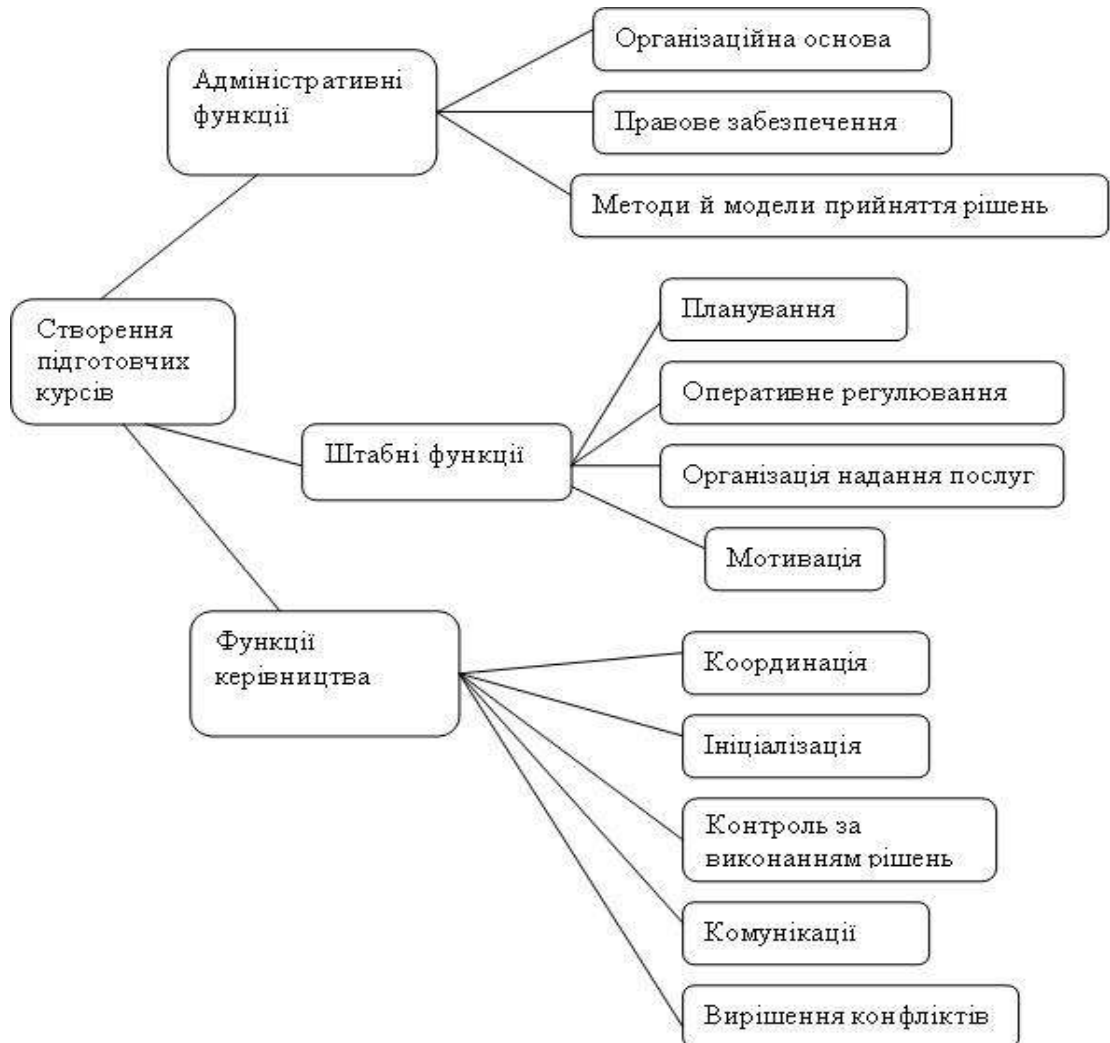 Адміністративні
функції
Організаційна основа
Правове забезпечення
Методи й модели прийняття рішень
Створення
підготовчих
курсів
Штабні функції
Планування
Оперативне регулювання
Організація надання послуг
Мотивація
Функції
керівництва
Координація
Ініціалізація
Контроль за
виконанням рішень
Комунікації
Вирішення конфліктів